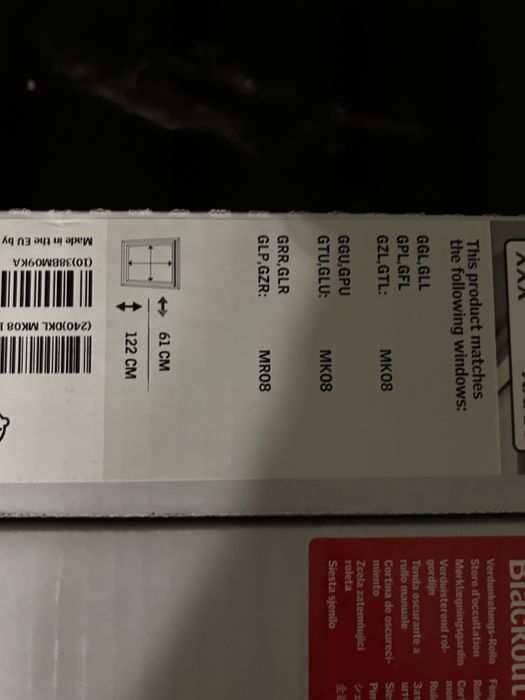 This product matches
the following windows:
GGL,GLL
GPL,GFL
GZL,GTL: MK08
GGU,GPU
GTU,GLU: MK08
GRR,GLR
GLP,GZR: MR08
61 CM
122 CM
(240)DKL MK08 1
(10)388M09KA
Made in the EU by
Blackout
Verdunkelungs-Rollo
Store d'occultation
Mørklægningsgardin
Verduisterend rol-
gordijn
Tenda oscurante a
rullo manuale
Cortina de oscureci-
miento
Zcela zatemňující
roleta
Siesta sjenilo